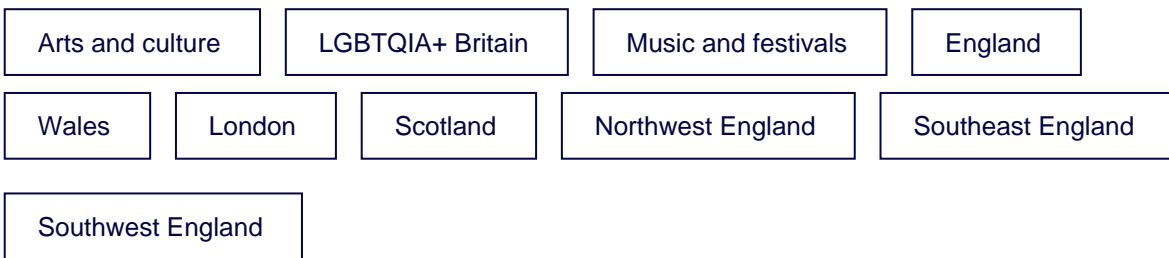 Arts and culture LGBTQIA+ Britain Music and festivals England
Wales London Scotland Northwest England Southeast England
Southwest England